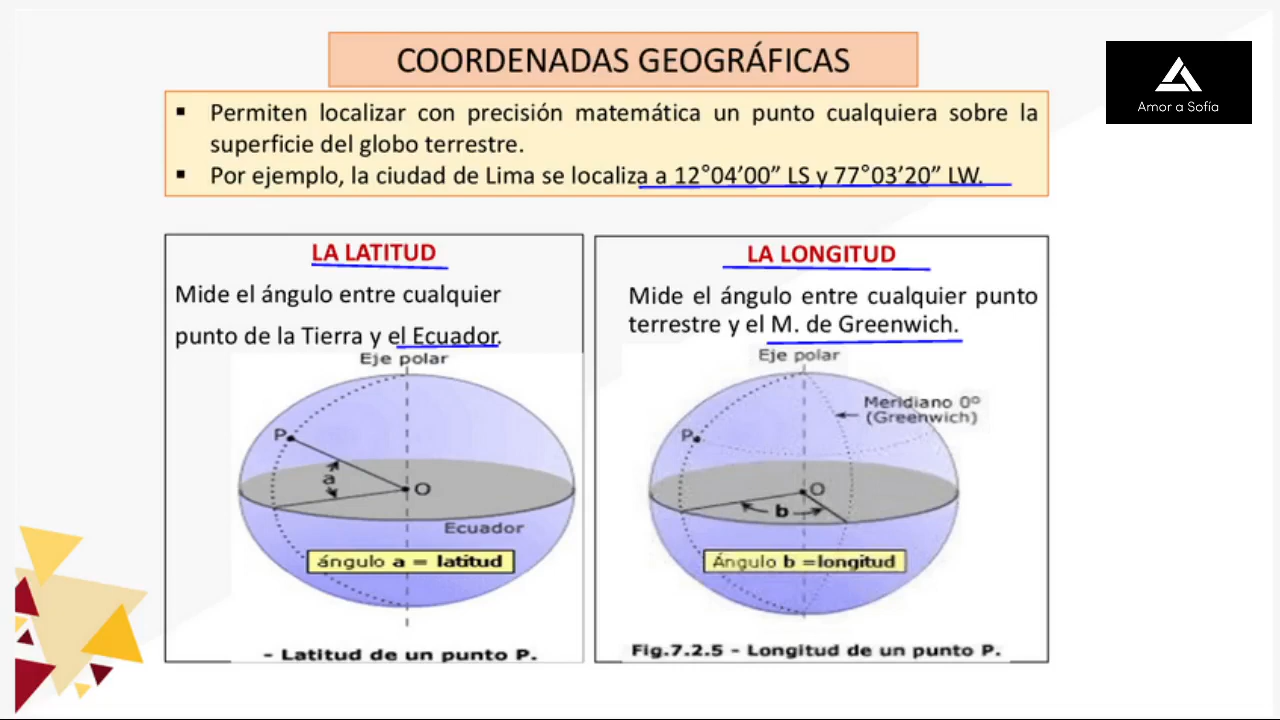 COORDENADAS GEOGRÁFICAS
Amor a Sofía
▪ Permiten localizar con precisión matemática un punto cualquiera sobre la
superficie del globo terrestre.
▪ Por ejemplo, la ciudad de Lima se localiza a 12°04’00” LS y 77°03’20” LW.
LA LATITUD
Mide el ángulo entre cualquier
punto de la Tierra y el Ecuador.
Eje polar
P
a
O
Ecuador
ángulo a = latitud
- Latitud de un punto P.
LA LONGITUD
Mide el ángulo entre cualquier punto
terrestre y el M. de Greenwich.
Eje polar
Meridiano 0º
(Greenwich)
P
O
b
Ángulo b =longitud
Fig.7.2.5 - Longitud de un punto P.